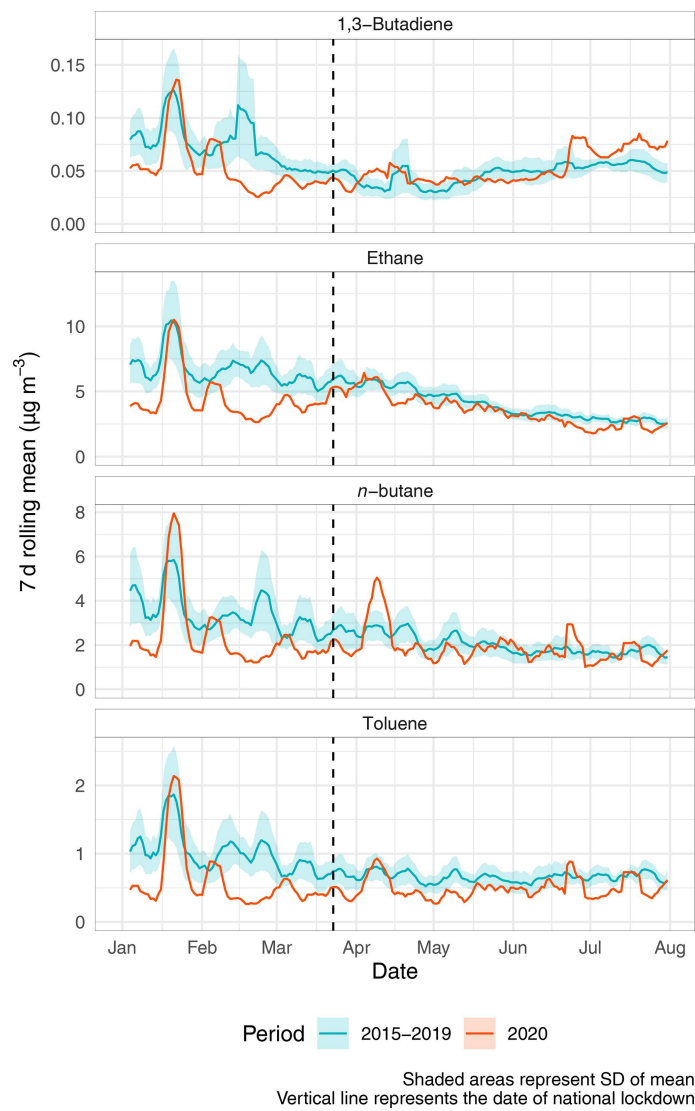 1,3−Butadiene
0.15
0.10
0.05
0.00
Ethane
10
5
0
n−butane
8
6
4
2
0
Toluene
2
1
0
7 d rolling mean (µg m⁻³)
Jan Feb Mar Apr May Jun Jul Aug
Date
Period 2015−2019 2020
Shaded areas represent SD of mean
Vertical line represents the date of national lockdown